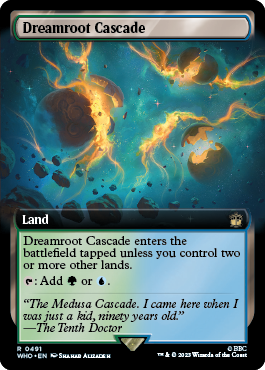 Dreamroot Cascade
Land
Dreamroot Cascade enters the
battlefield tapped unless you control two
or more other lands.
: Add or .
“The Medusa Cascade. I came here when I
was just a kid, ninety years old.”
—The Tenth Doctor
R 0491
WHO • EN Shahab Alizadeh
© BBC
™ & © 2023 Wizards of the Coast